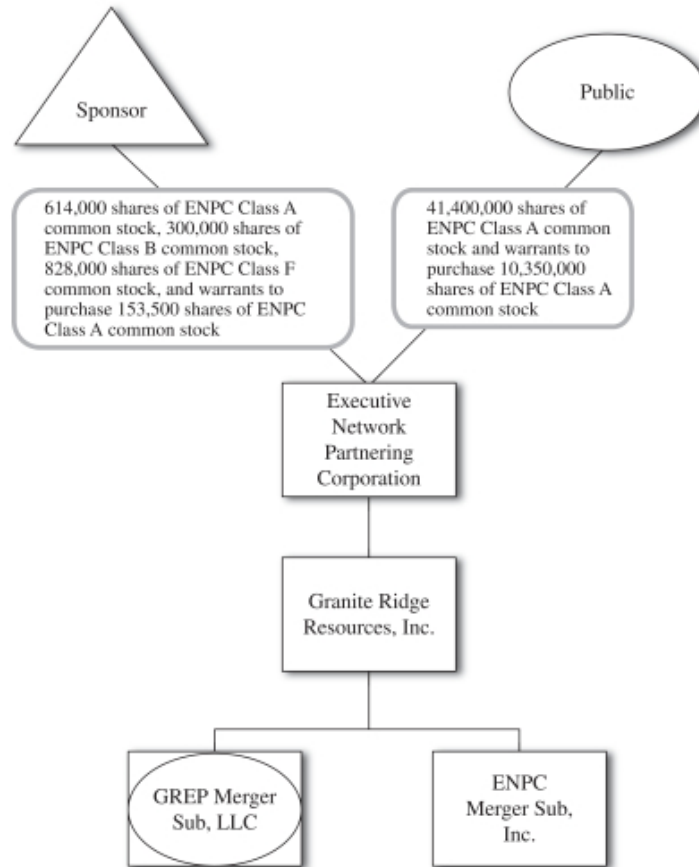 Sponsor
Public
614,000 shares of ENPC Class A
common stock, 300,000 shares of
ENPC Class B common stock,
828,000 shares of ENPC Class F
common stock, and warrants to
purchase 153,500 shares of ENPC
Class A common stock
41,400,000 shares of
ENPC Class A common
stock and warrants to
purchase 10,350,000
shares of ENPC Class A
common stock
Executive
Network
Partnering
Corporation
Granite Ridge
Resources, Inc.
GREP Merger
Sub, LLC
ENPC
Merger Sub,
Inc.